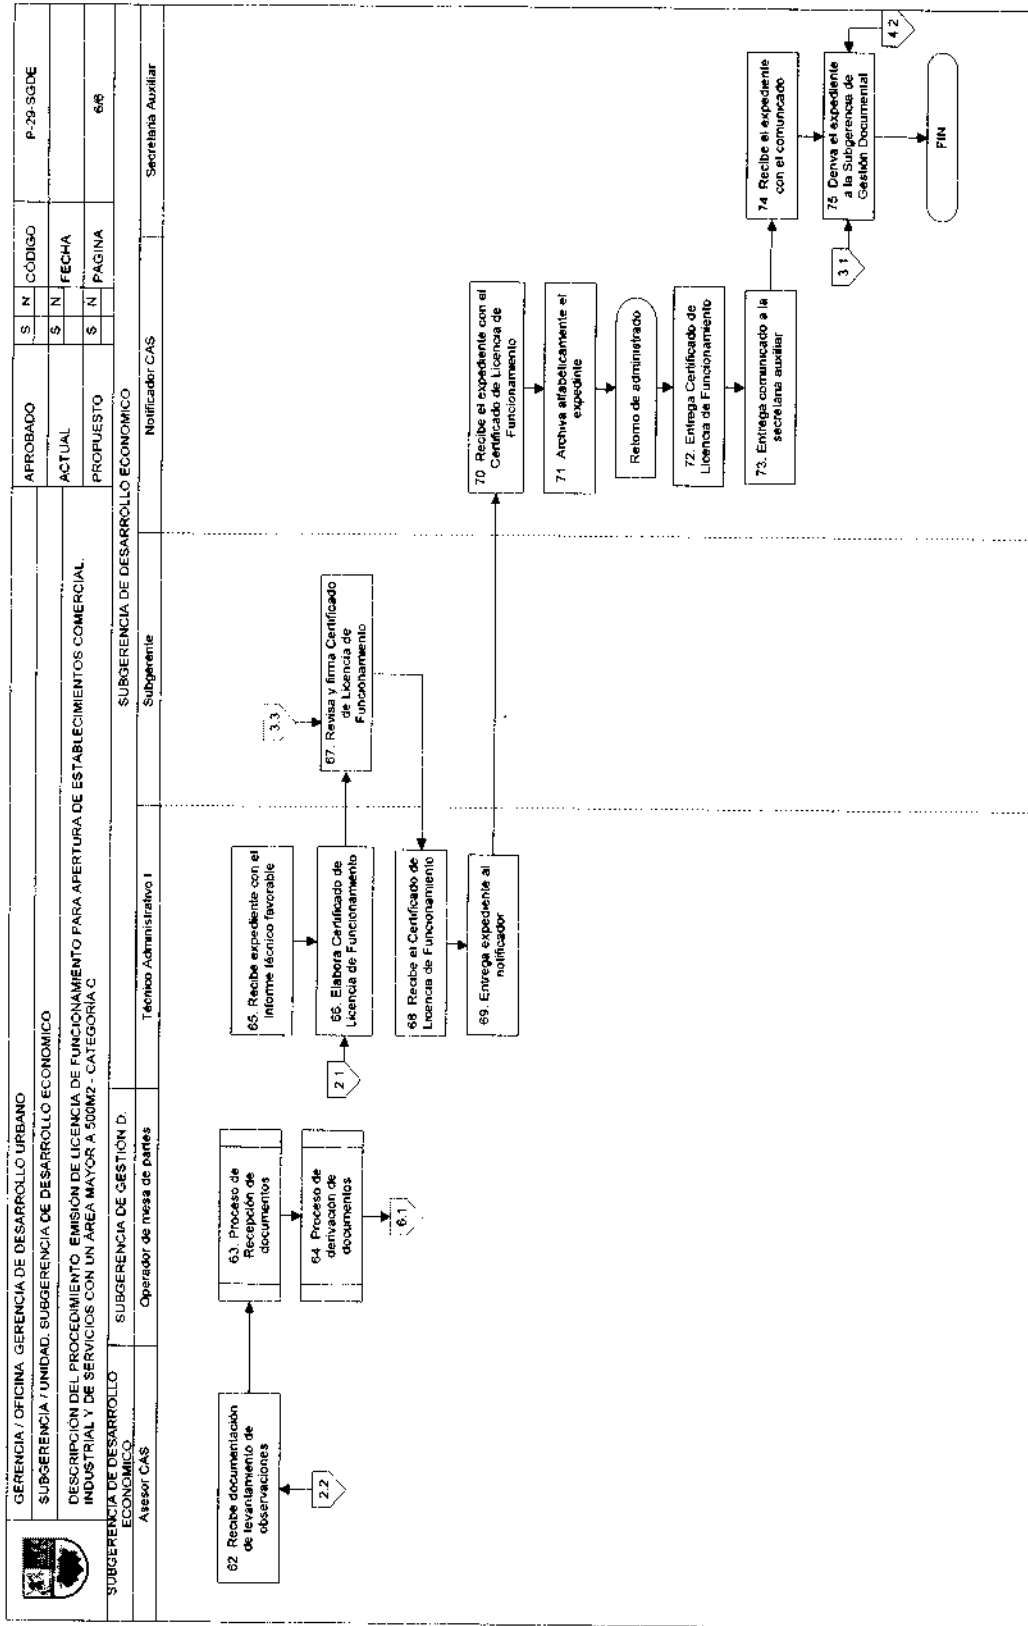 GERENCIA / OFICINA GERENCIA DE DESARROLLO URBANO
APROBADO
S N CÓDIGO
P-29-SGDE
SUBGERENCIA / UNIDAD. SUBGERENCIA DE DESARROLLO ECONOMICO
ACTUAL
S N FECHA
DESCRIPCIÓN DEL PROCEDIMIENTO EMISIÓN DE LICENCIA DE FUNCIONAMIENTO PARA APERTURA DE ESTABLECIMIENTOS COMERCIAL,
INDUSTRIAL Y DE SERVICIOS CON UN ÁREA MAYOR A 500M2 - CATEGORÍA C
PROPUESTO
S N PAGINA
6/6
SUBGERENCIA DE DESARROLLO
ECONOMICO
SUBGERENCIA DE GESTIÓN D.
SUBGERENCIA DE DESARROLLO ECONOMICO
Asesor CAS
Operador de mesa de partes
Técnico Administrativo I
Subgerente
Notificador CAS
Secretaria Auxiliar
62 Recibe documentación
de levantamiento de
observaciones
2.2
63. Proceso de
Recepción de
documentos
64 Proceso de
derivación de
documentos
6.1
65. Recibe expediente con el
Informe técnico favorable
66. Elabora Certificado de
Licencia de Funcionamiento
2 1
3.3
67. Revisa y firma Certificado
de Licencia de
Funcionamiento
68 Recibe el Certificado de
Licencia de Funcionamiento
69. Entrega expediente al
notificador
70 Recibe el expediente con el
Certificado de Licencia de
Funcionamiento
71 Archiva alfabéticamente el
expedinte
Retorno de administrado
72. Entrega Certificado de
Licencia de Funcionamiento
73. Entrega comunicado a la
secretaria auxiliar
74 Recibe el expediente
con el comunicado
75 Deriva el expediente
a la Subgerencia de
Gestión Documental
3 1
4 2
FIN